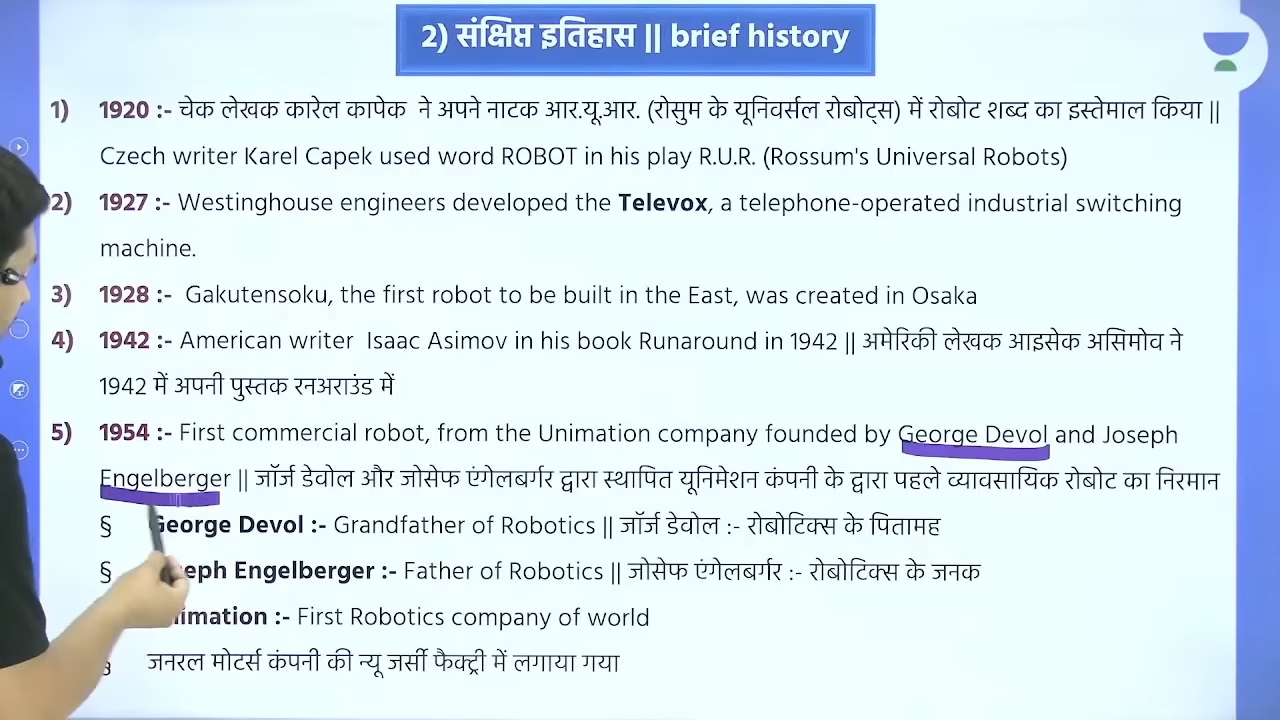 2) संक्षिप्त इतिहास || brief history
1) 1920 :- चेक लेखक कारेल कापेक ने अपने नाटक आर.यू.आर. (रोसुम के यूनिवर्सल रोबोट्स) में रोबोट शब्द का इस्तेमाल किया ||
Czech writer Karel Capek used word ROBOT in his play R.U.R. (Rossum's Universal Robots)
2) 1927 :- Westinghouse engineers developed the Televox, a telephone-operated industrial switching
machine.
3) 1928 :- Gakutensoku, the first robot to be built in the East, was created in Osaka
4) 1942 :- American writer Isaac Asimov in his book Runaround in 1942 || अमेरिकी लेखक आइसेक असिमोव ने
1942 में अपनी पुस्तक रनअराउंड में
5) 1954 :- First commercial robot, from the Unimation company founded by George Devol and Joseph
Engelberger || जॉर्ज डेवोल और जोसेफ एंगेलबर्गर द्वारा स्थापित यूनिमेशन कंपनी के द्वारा पहले व्यावसायिक रोबोट का निरमान
§ George Devol :- Grandfather of Robotics || जॉर्ज डेवोल :- रोबोटिक्स के पितामह
§ Engelberger :- Father of Robotics || जोसेफ एंगेलबर्गर :- रोबोटिक्स के जनक
:- First Robotics company of world
§ जनरल मोटर्स कंपनी की न्यू जर्सी फैक्ट्री में लगाया गया